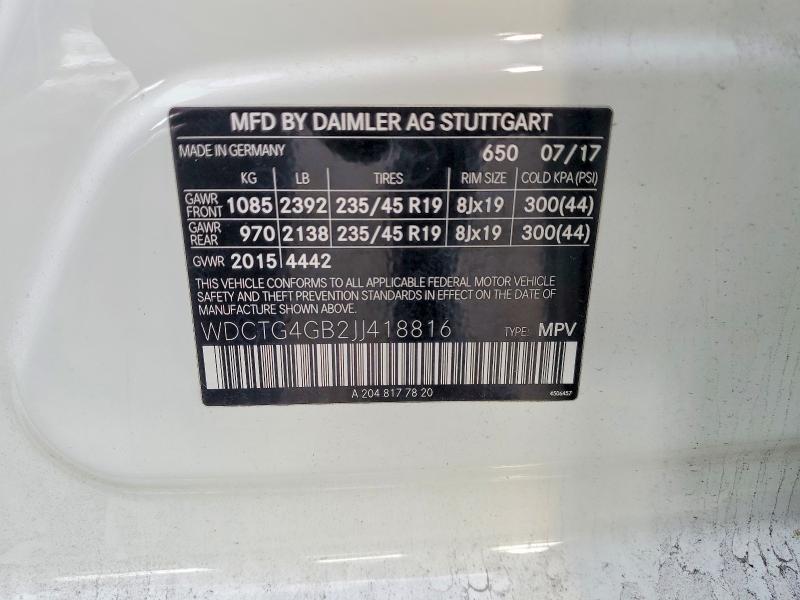 MFD BY DAIMLER AG STUTTGART
MADE IN GERMANY 650 07/17
KG LB TIRES RIM SIZE COLD KPA (PSI)
GAWR FRONT 1085 2392 235/45 R19 8Jx19 300(44)
GAWR REAR 970 2138 235/45 R19 8Jx19 300(44)
GVWR 2015 4442
THIS VEHICLE CONFORMS TO ALL APPLICABLE FEDERAL MOTOR VEHICLE
SAFETY AND THEFT PREVENTION STANDARDS IN EFFECT ON THE DATE OF
MANUFACTURE SHOWN ABOVE.
WDCTG4GB2JJ418816 TYPE: MPV
A 204 817 78 20 4506457